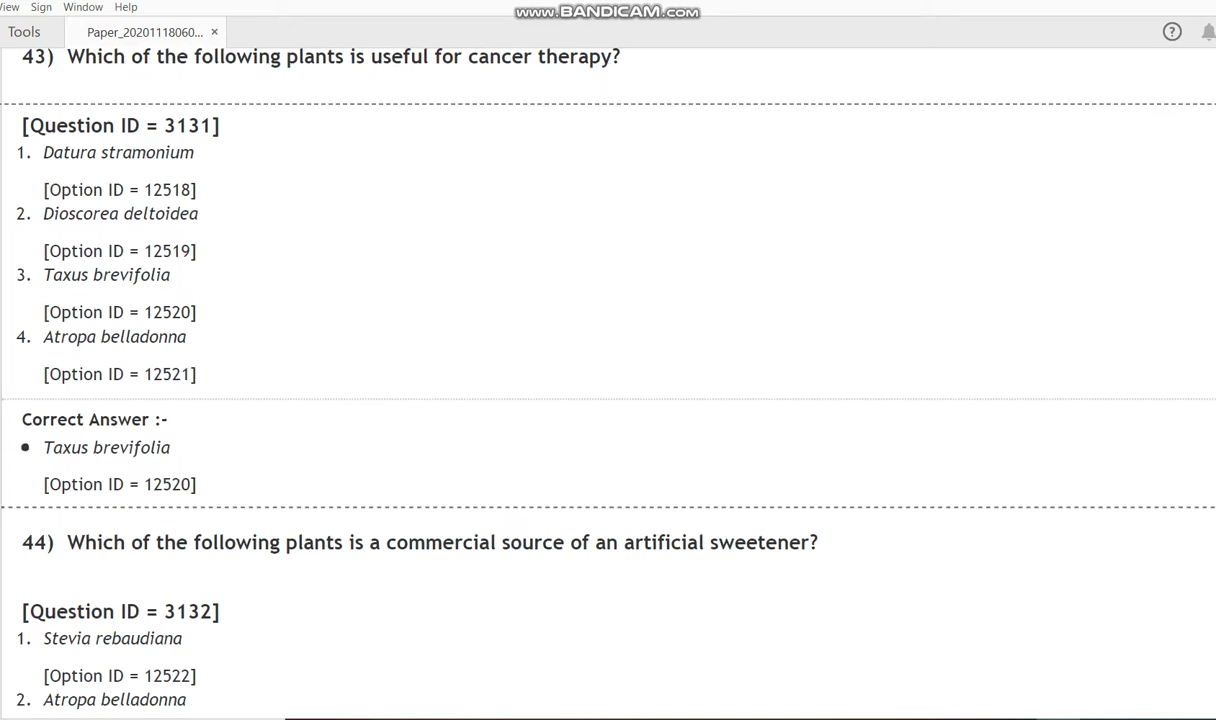 View Sign Window Help
www.BANDICAM.com
Tools Paper_20201118060... ×
?
43) Which of the following plants is useful for cancer therapy?
[Question ID = 3131]
1. Datura stramonium
[Option ID = 12518]
2. Dioscorea deltoidea
[Option ID = 12519]
3. Taxus brevifolia
[Option ID = 12520]
4. Atropa belladonna
[Option ID = 12521]
Correct Answer :-
• Taxus brevifolia
[Option ID = 12520]
44) Which of the following plants is a commercial source of an artificial sweetener?
[Question ID = 3132]
1. Stevia rebaudiana
[Option ID = 12522]
2. Atropa belladonna